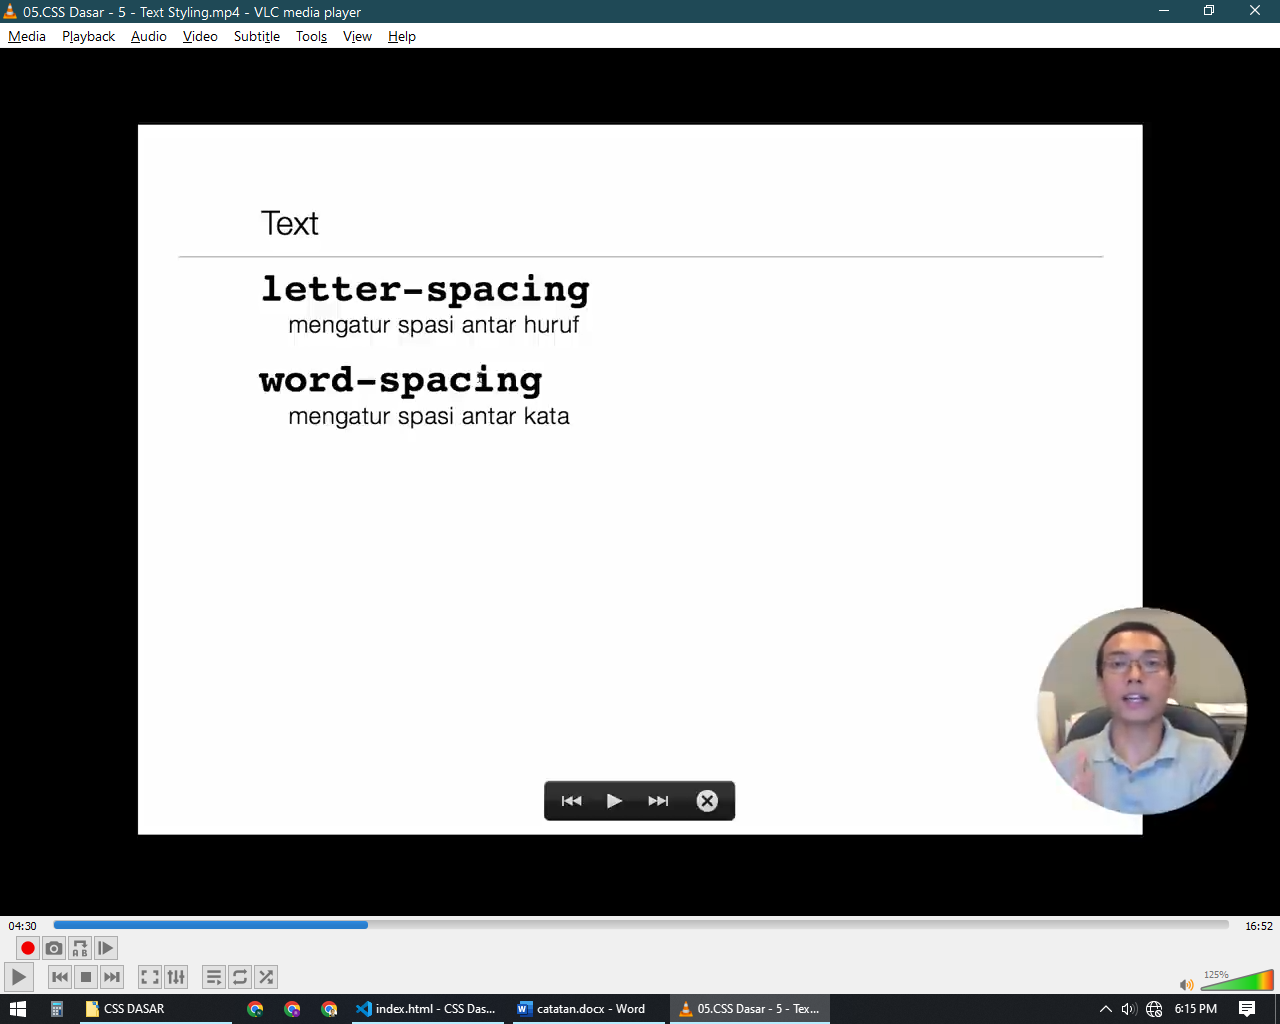 05.CSS Dasar - 5 - Text Styling.mp4 - VLC media player
Media Playback Audio Video Subtitle Tools View Help
Text
letter-spacing
mengatur spasi antar huruf
word-spacing
mengatur spasi antar kata
04:30
16:52
A B
125%
CSS DASAR
index.html - CSS Das...
catatan.docx - Word
05.CSS Dasar - 5 - Tex...
6:15 PM